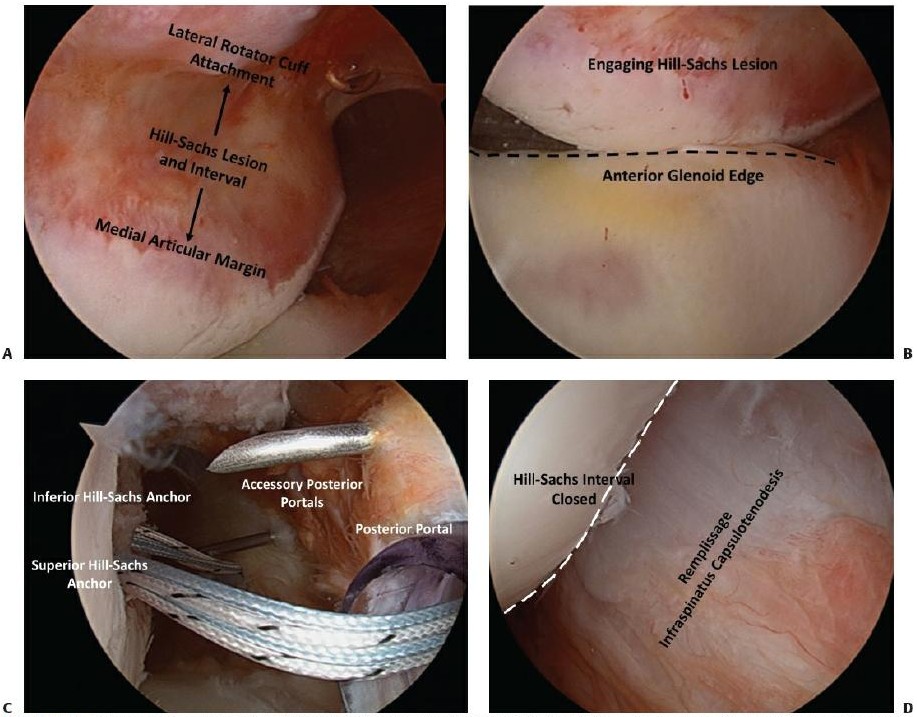 Lateral Rotator Cuff
Attachment
Hill-Sachs Lesion
and Interval
Medial Articular Margin
A
Engaging Hill-Sachs Lesion
Anterior Glenoid Edge
B
Inferior Hill-Sachs Anchor
Accessory Posterior
Portals
Posterior Portal
Superior Hill-Sachs
Anchor
C
Hill-Sachs Interval
Closed
Remplissage
Infraspinatus Capsulotenodesis
D